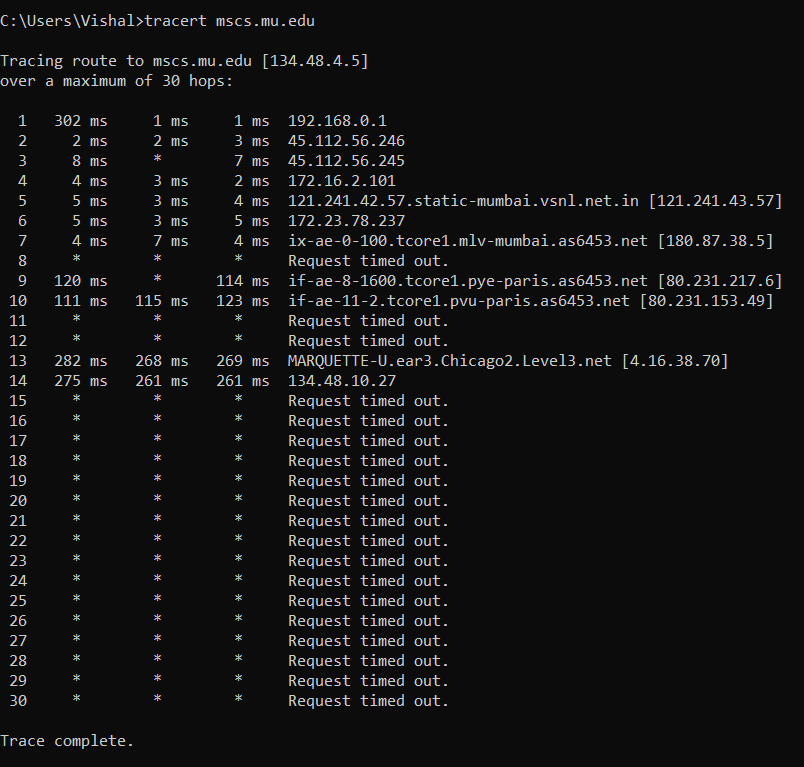 C:\Users\Vishal>tracert mscs.mu.edu
Tracing route to mscs.mu.edu [134.48.4.5]
over a maximum of 30 hops:
1 302 ms 1 ms 1 ms 192.168.0.1
2 2 ms 2 ms 3 ms 45.112.56.246
3 8 ms * 7 ms 45.112.56.245
4 4 ms 3 ms 2 ms 172.16.2.101
5 5 ms 3 ms 4 ms 121.241.42.57.static-mumbai.vsnl.net.in [121.241.43.57]
6 5 ms 3 ms 5 ms 172.23.78.237
7 4 ms 7 ms 4 ms ix-ae-0-100.tcore1.mlv-mumbai.as6453.net [180.87.38.5]
8 * * * Request timed out.
9 120 ms * 114 ms if-ae-8-1600.tcore1.pye-paris.as6453.net [80.231.217.6]
10 111 ms 115 ms 123 ms if-ae-11-2.tcore1.pvu-paris.as6453.net [80.231.153.49]
11 * * * Request timed out.
12 * * * Request timed out.
13 282 ms 268 ms 269 ms MARQUETTE-U.ear3.Chicago2.Level3.net [4.16.38.70]
14 275 ms 261 ms 261 ms 134.48.10.27
15 * * * Request timed out.
16 * * * Request timed out.
17 * * * Request timed out.
18 * * * Request timed out.
19 * * * Request timed out.
20 * * * Request timed out.
21 * * * Request timed out.
22 * * * Request timed out.
23 * * * Request timed out.
24 * * * Request timed out.
25 * * * Request timed out.
26 * * * Request timed out.
27 * * * Request timed out.
28 * * * Request timed out.
29 * * * Request timed out.
30 * * * Request timed out.
Trace complete.